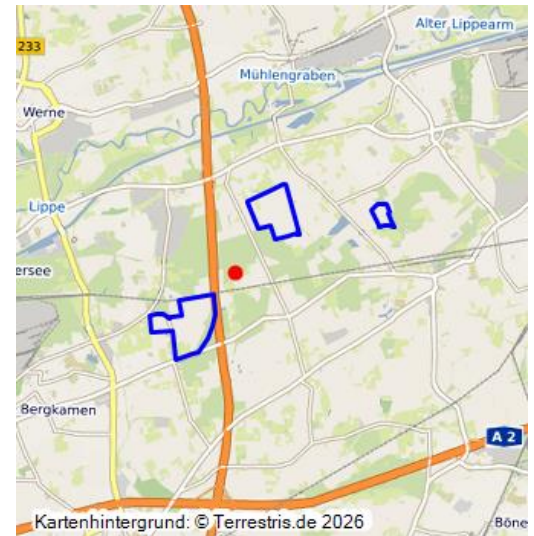 Alter Lippearm
233
Mühlengraben
Werne
Lippe
ersee
Bergkamen
A 2
Böne
Kartenhintergrund: © Terrestris.de 2026